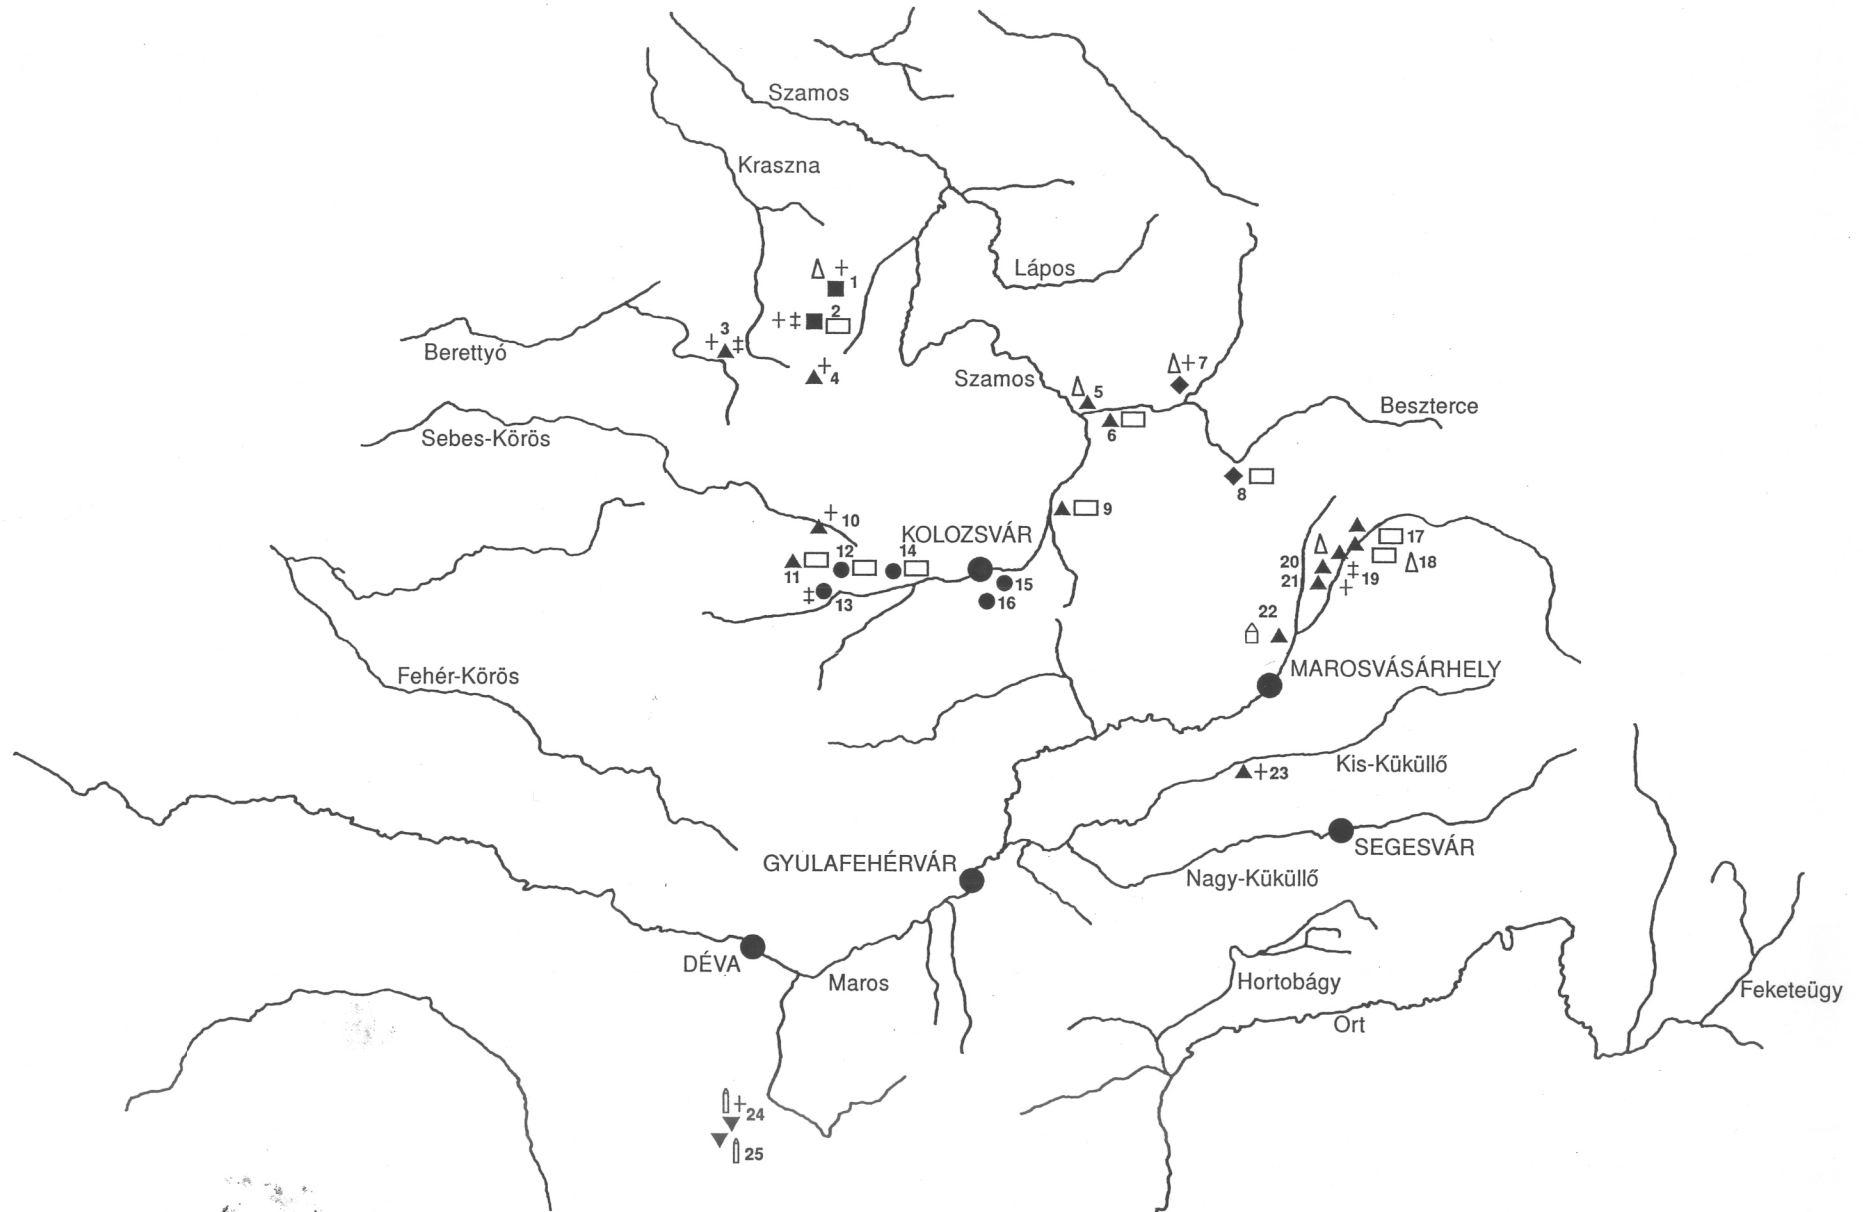 Szamos
Kraszna
Lápos
+ 1
+ ‡ 2
Berettyó
+ 3 ‡
+ 4
Szamos
5
+ 7
6
Beszterce
Sebes-Körös
8
+ 10
9
KOLOZSVÁR
11
12
14
‡ 13
15
16
17
18
20
‡ 19
21
+
22
MAROSVÁSÁRHELY
Fehér-Körös
Kis-Küküllő
+ 23
SEGESVÁR
GYULAFEHÉRVÁR
Nagy-Küküllő
DÉVA
Maros
Hortobágy
Feketeügy
Ort
+ 24
25